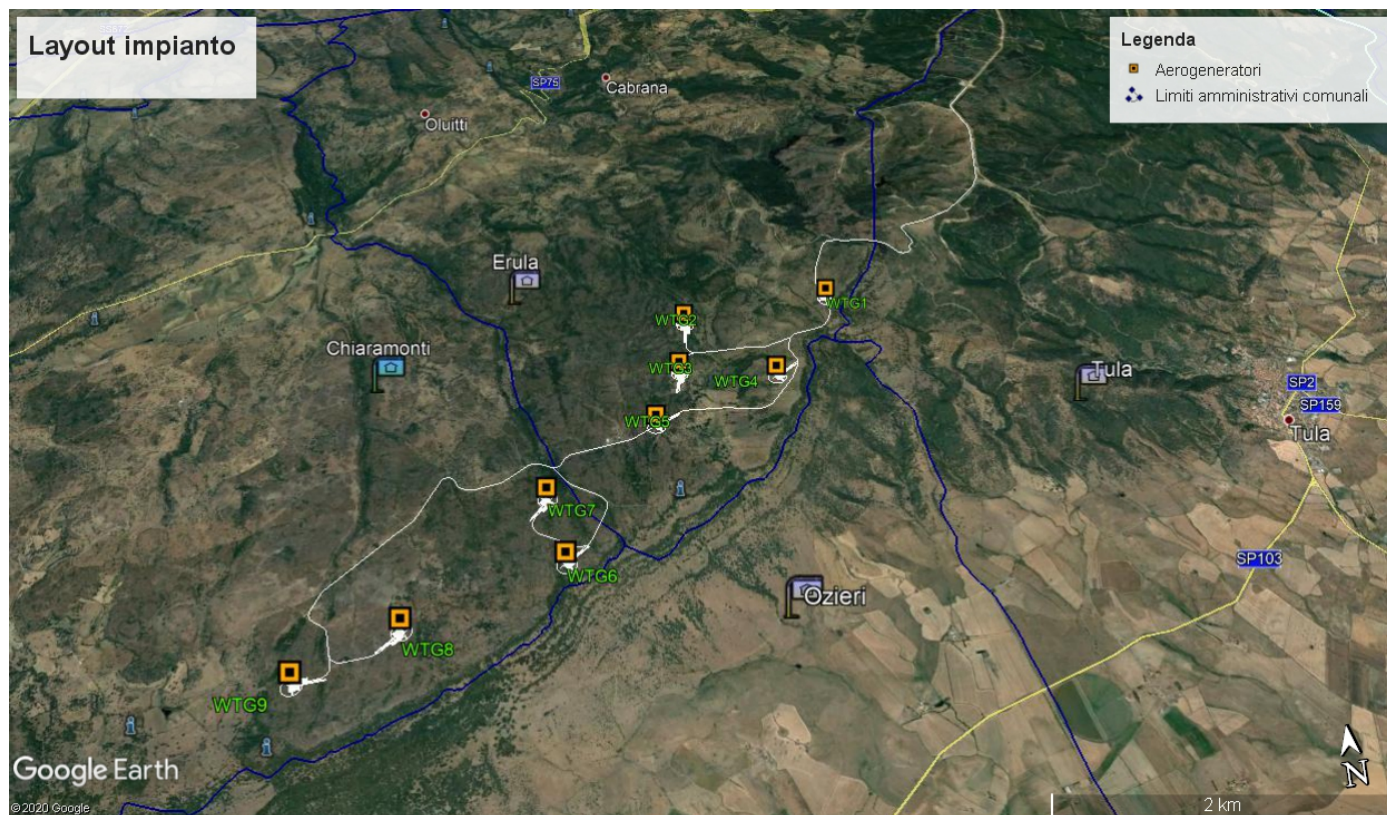 Layout impianto
Legenda
Aerogeneratori
Limiti amministrativi comunali
SP75
Cabrana
Oluitti
Erula
WTG1
WTG2
Chiaramonti
WTG3
WTG4
Tula
SP2
SP159
WTG5
Tula
WTG7
SP103
WTG6
Ozieri
WTG8
WTG9
Google Earth
N
©2020 Google
2 km